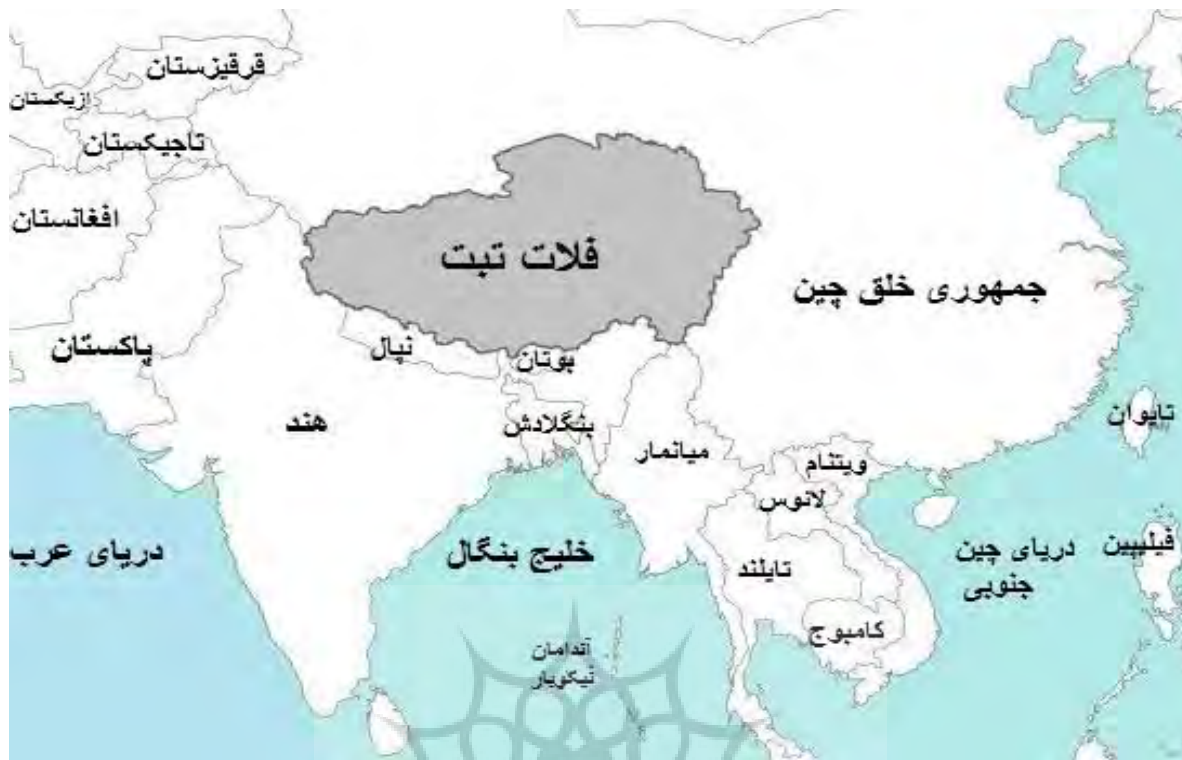 قرقیزستان
ازبکستان
تاجیکستان
افغانستان
فلات تبت
جمهوری خلق چین
پاکستان
نپال
بوتان
هند
بنگلادش
میانمار
تایوان
ویتنام
لائوس
دریای عرب
خلیج بنگال
تایلند
دریای چین
جنوبی
فیلیپین
کامبوج
آندامان
نیکوبار